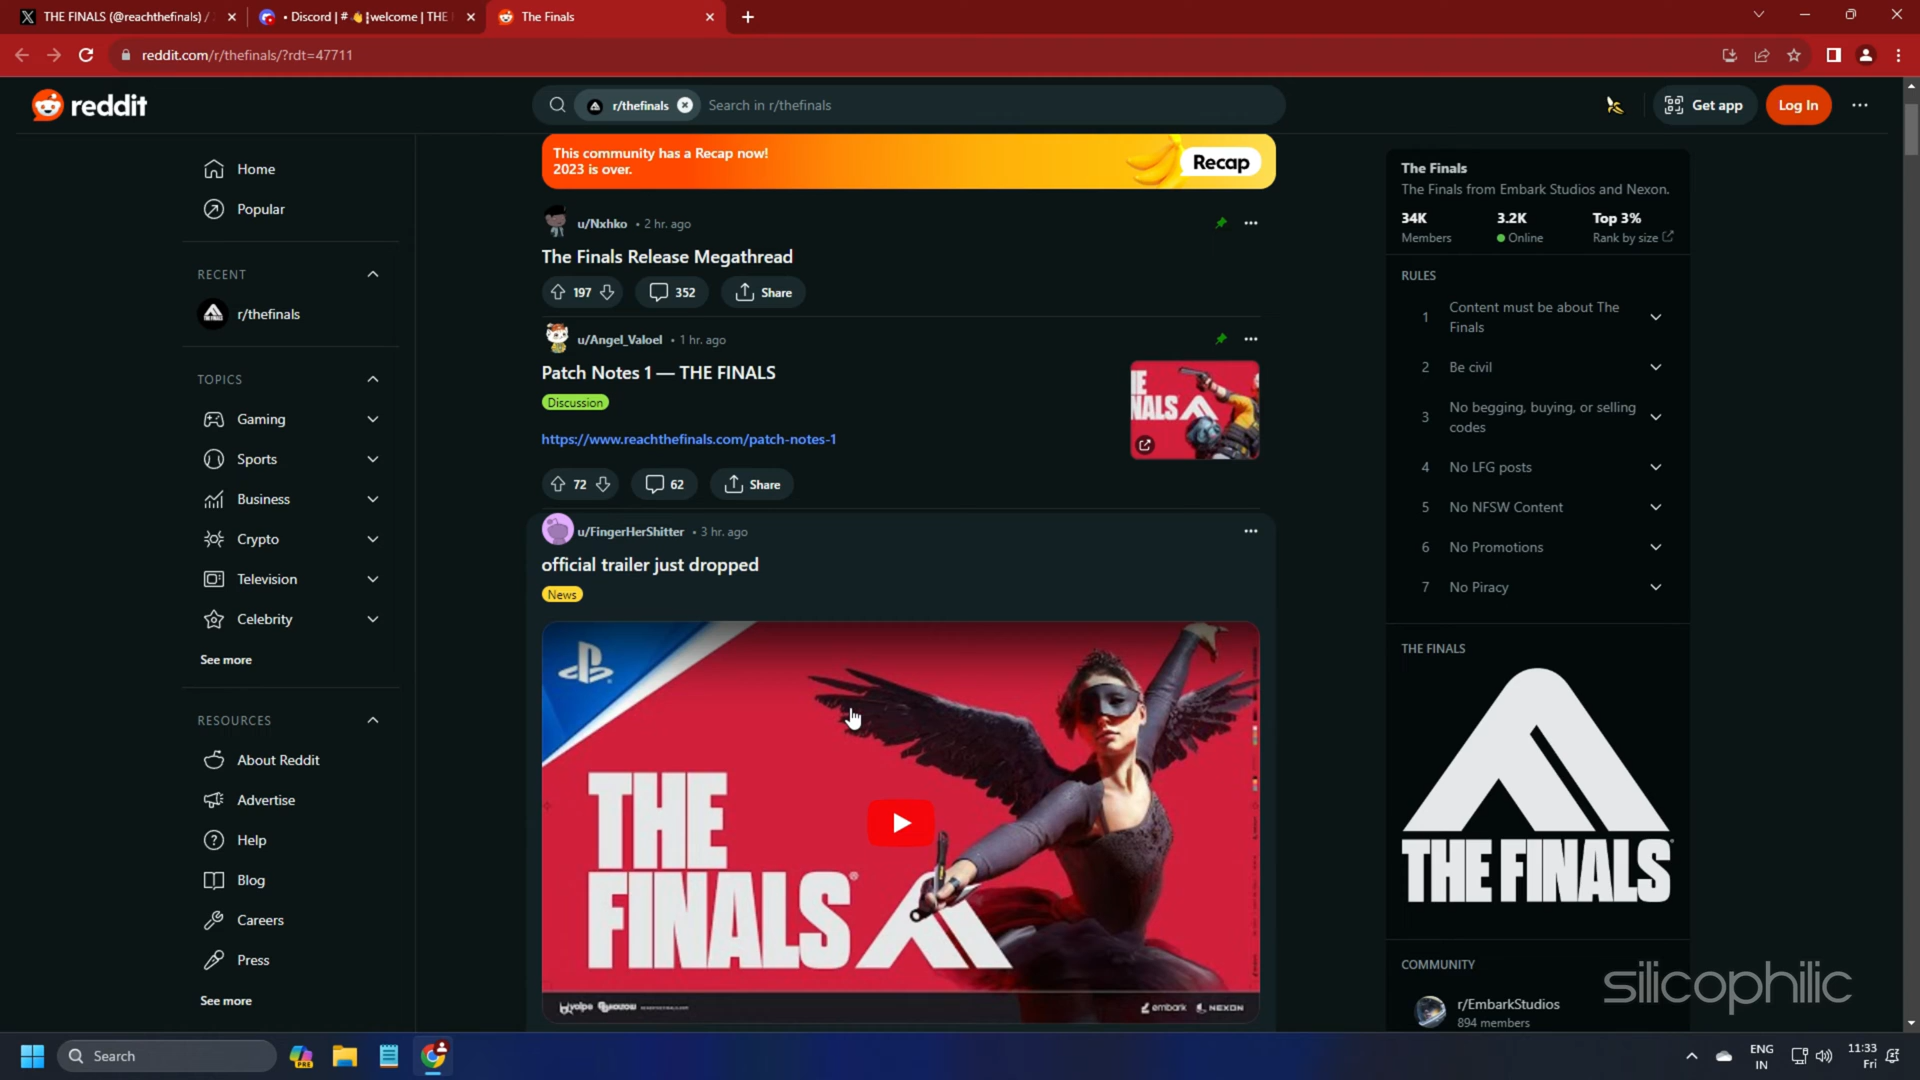 THE FINALS (@reachthefinals) /
• Discord | # 👋┆welcome | THE
The Finals
reddit.com/r/thefinals/?rdt=47711
reddit
r/thefinals
Search in r/thefinals
Get app
Log In
Home
Popular
RECENT
r/thefinals
TOPICS
Gaming
Sports
Business
Crypto
Television
Celebrity
See more
RESOURCES
About Reddit
Advertise
Help
Blog
Careers
Press
See more
This community has a Recap now!
2023 is over.
Recap
u/Nxhko • 2 hr. ago
The Finals Release Megathread
197
352
Share
u/Angel_Valoel • 1 hr. ago
Patch Notes 1 — THE FINALS
Discussion
https://www.reachthefinals.com/patch-notes-1
72
62
Share
u/FingerHerShitter • 3 hr. ago
official trailer just dropped
News
THE
FINALS
embark
NEXON
The Finals
The Finals from Embark Studios and Nexon.
34K
3.2K
Top 3%
Members
Online
Rank by size
RULES
1 Content must be about The
Finals
2 Be civil
3 No begging, buying, or selling
codes
4 No LFG posts
5 No NFSW Content
6 No Promotions
7 No Piracy
THE FINALS
THE FINALS
COMMUNITY
r/EmbarkStudios
894 members
silicophilic
Search
PRE
ENG
IN
11:33
Fri